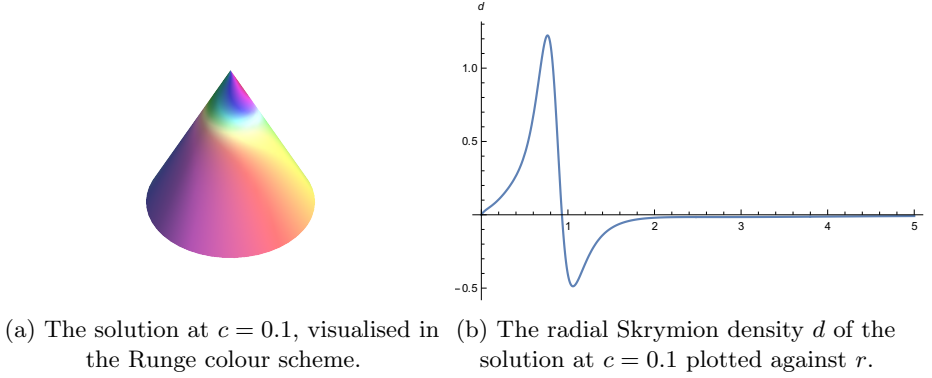 d
1.0
0.5
-0.5
1 2 3 4 5
(a) The solution at c = 0.1, visualised in
the Runge colour scheme.
(b) The radial Skrymion density d of the
solution at c = 0.1 plotted against r.